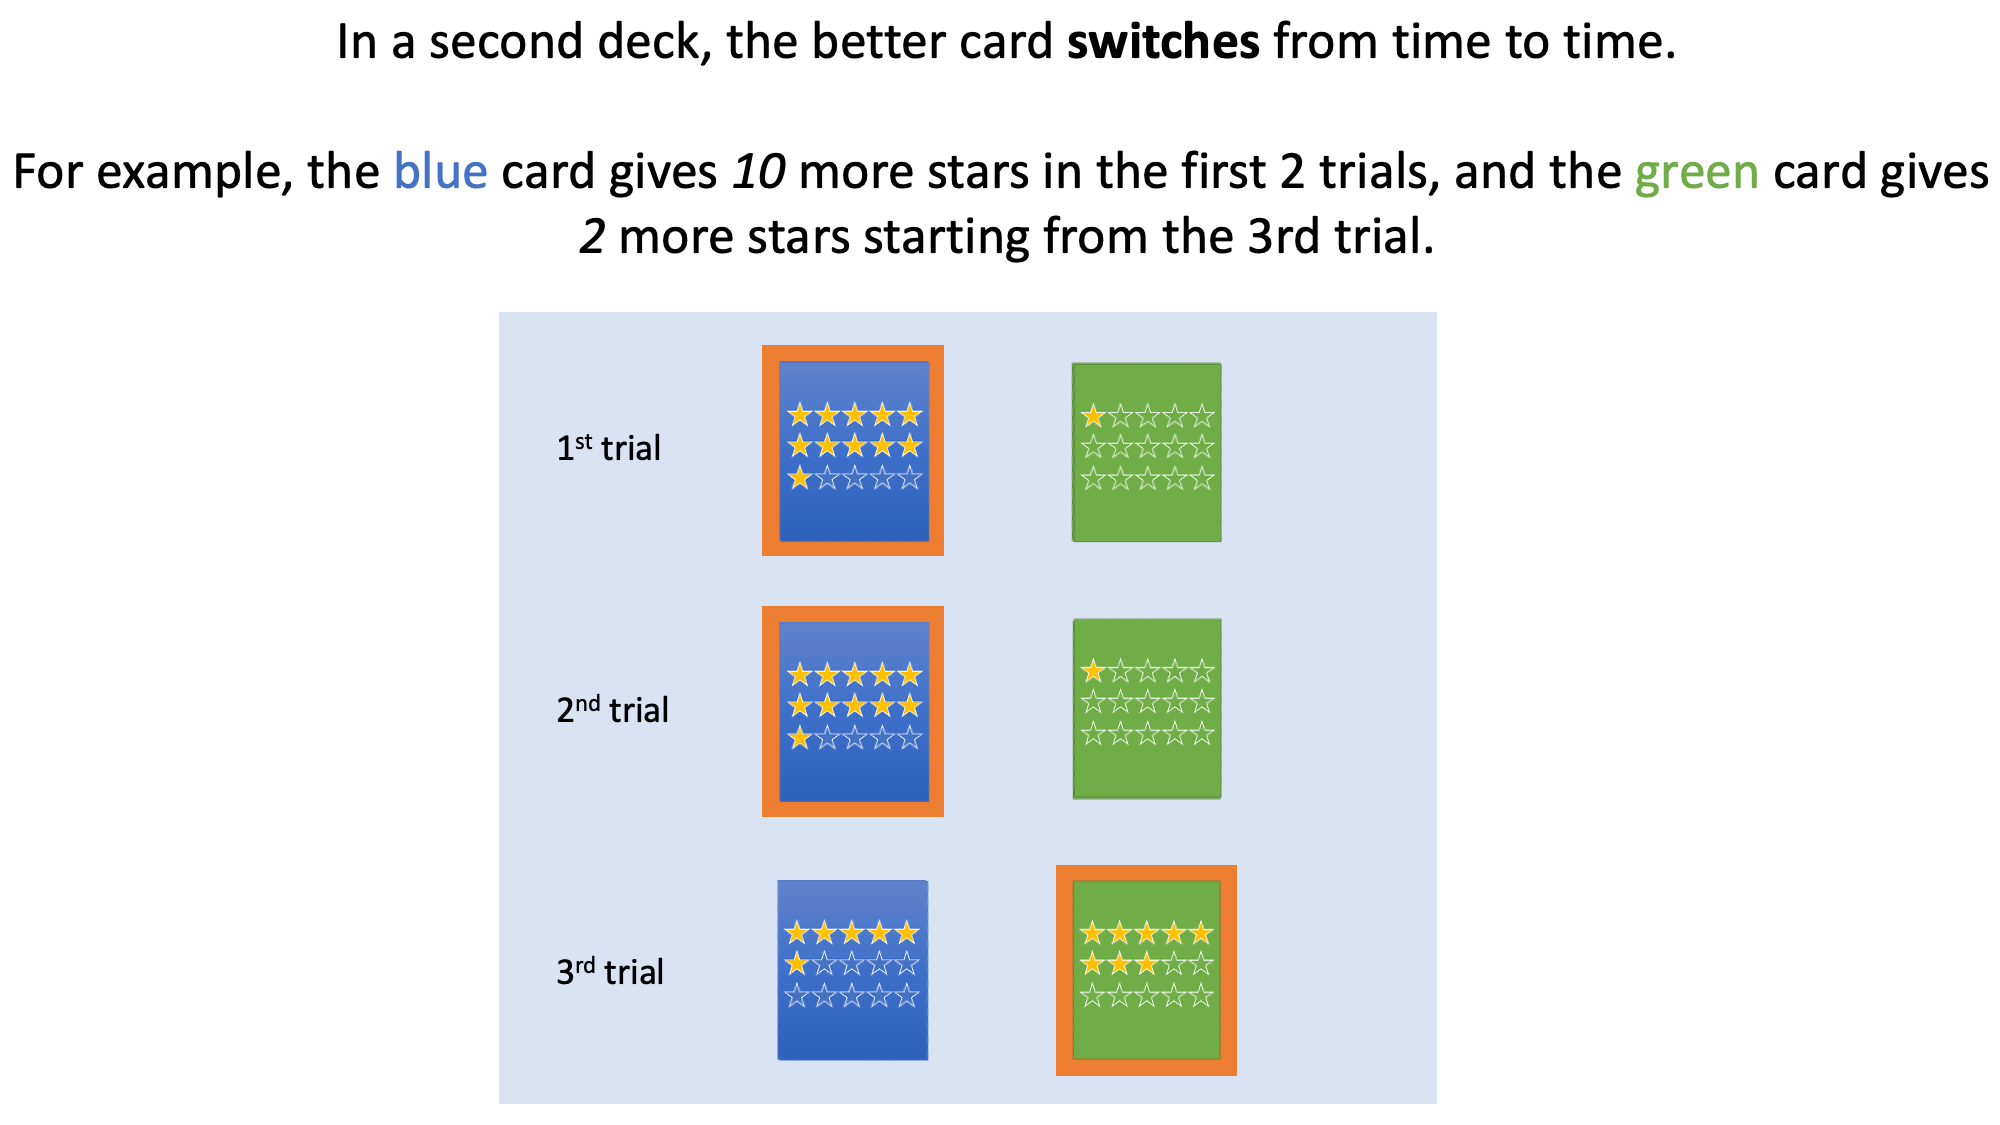 In a second deck, the better card switches from time to time.
For example, the blue card gives 10 more stars in the first 2 trials, and the green card gives
2 more stars starting from the 3rd trial.
1st trial
2nd trial
3rd trial